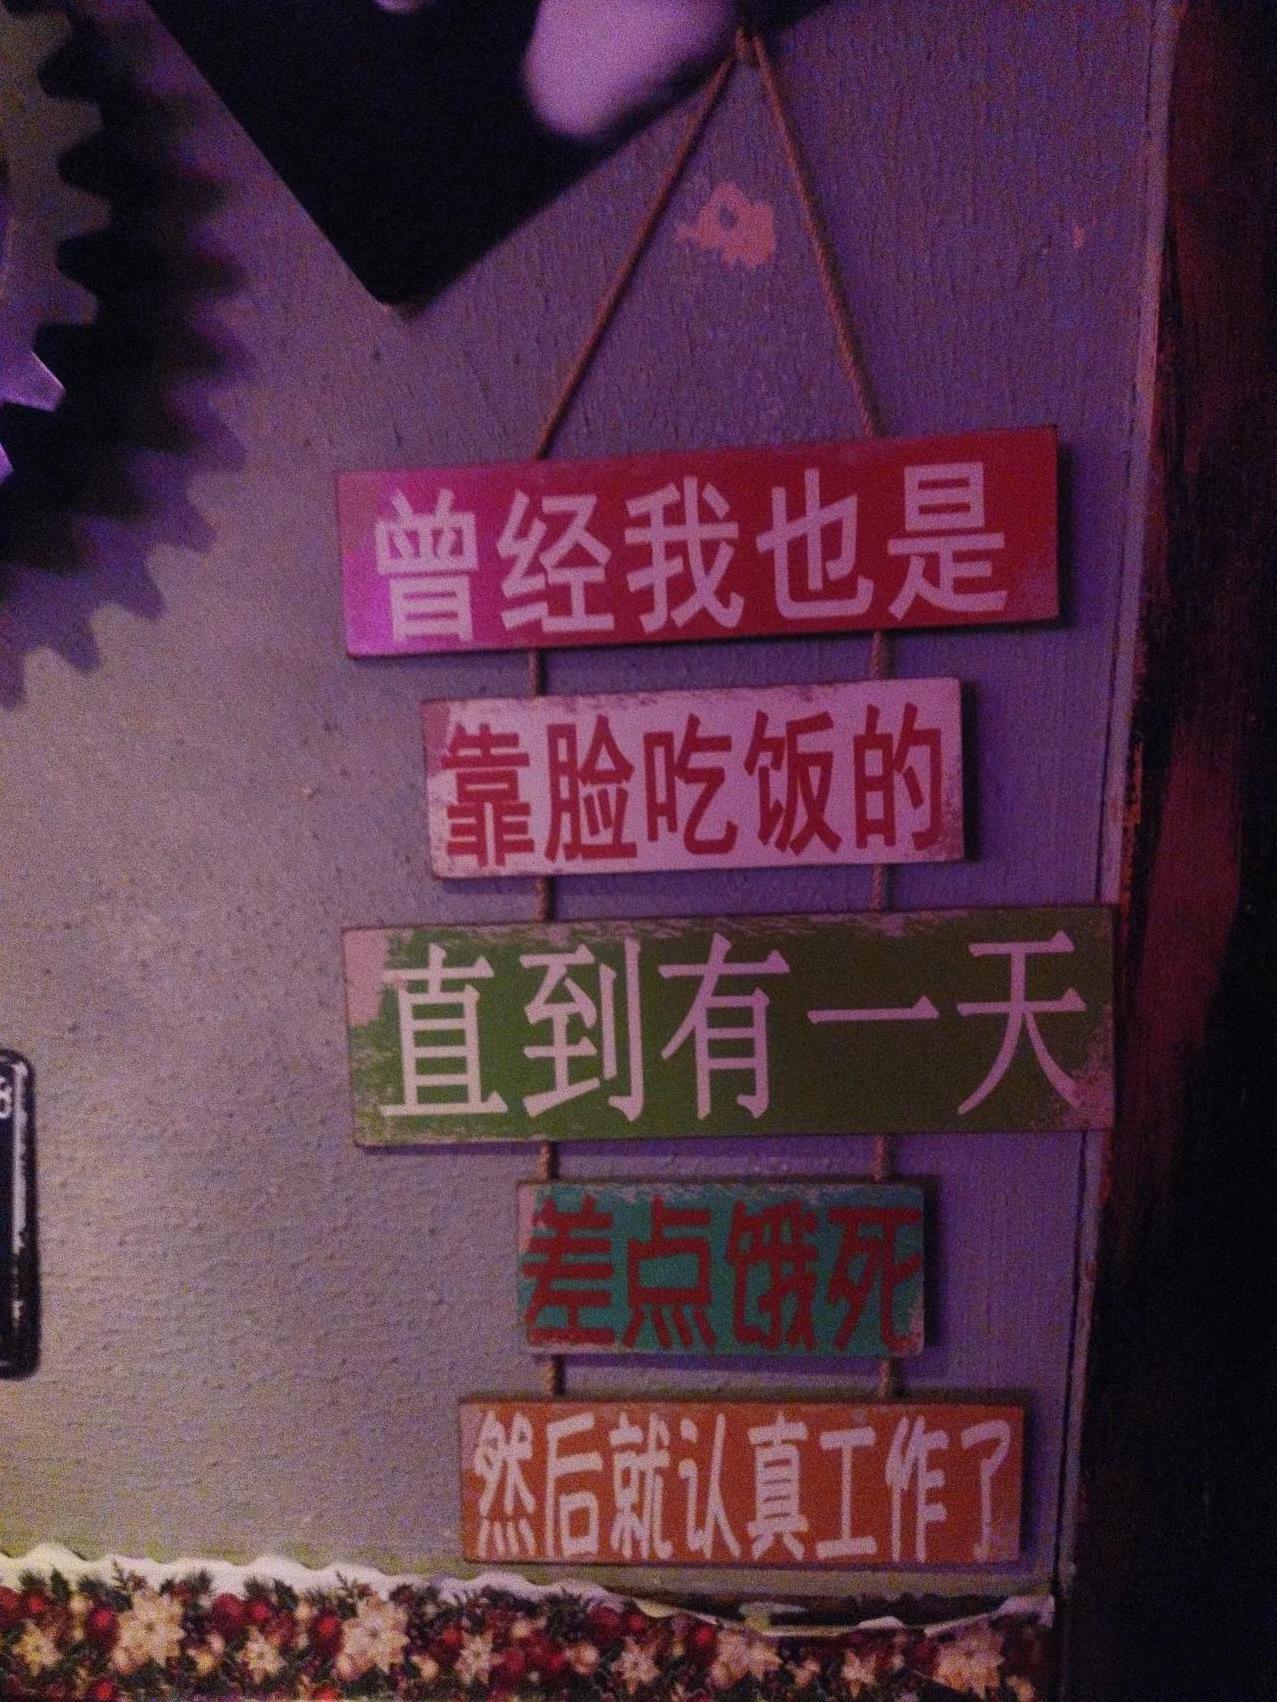 曾经我也是
靠脸吃饭的
直到有一天
差点饿死
然后就认真工作了
8